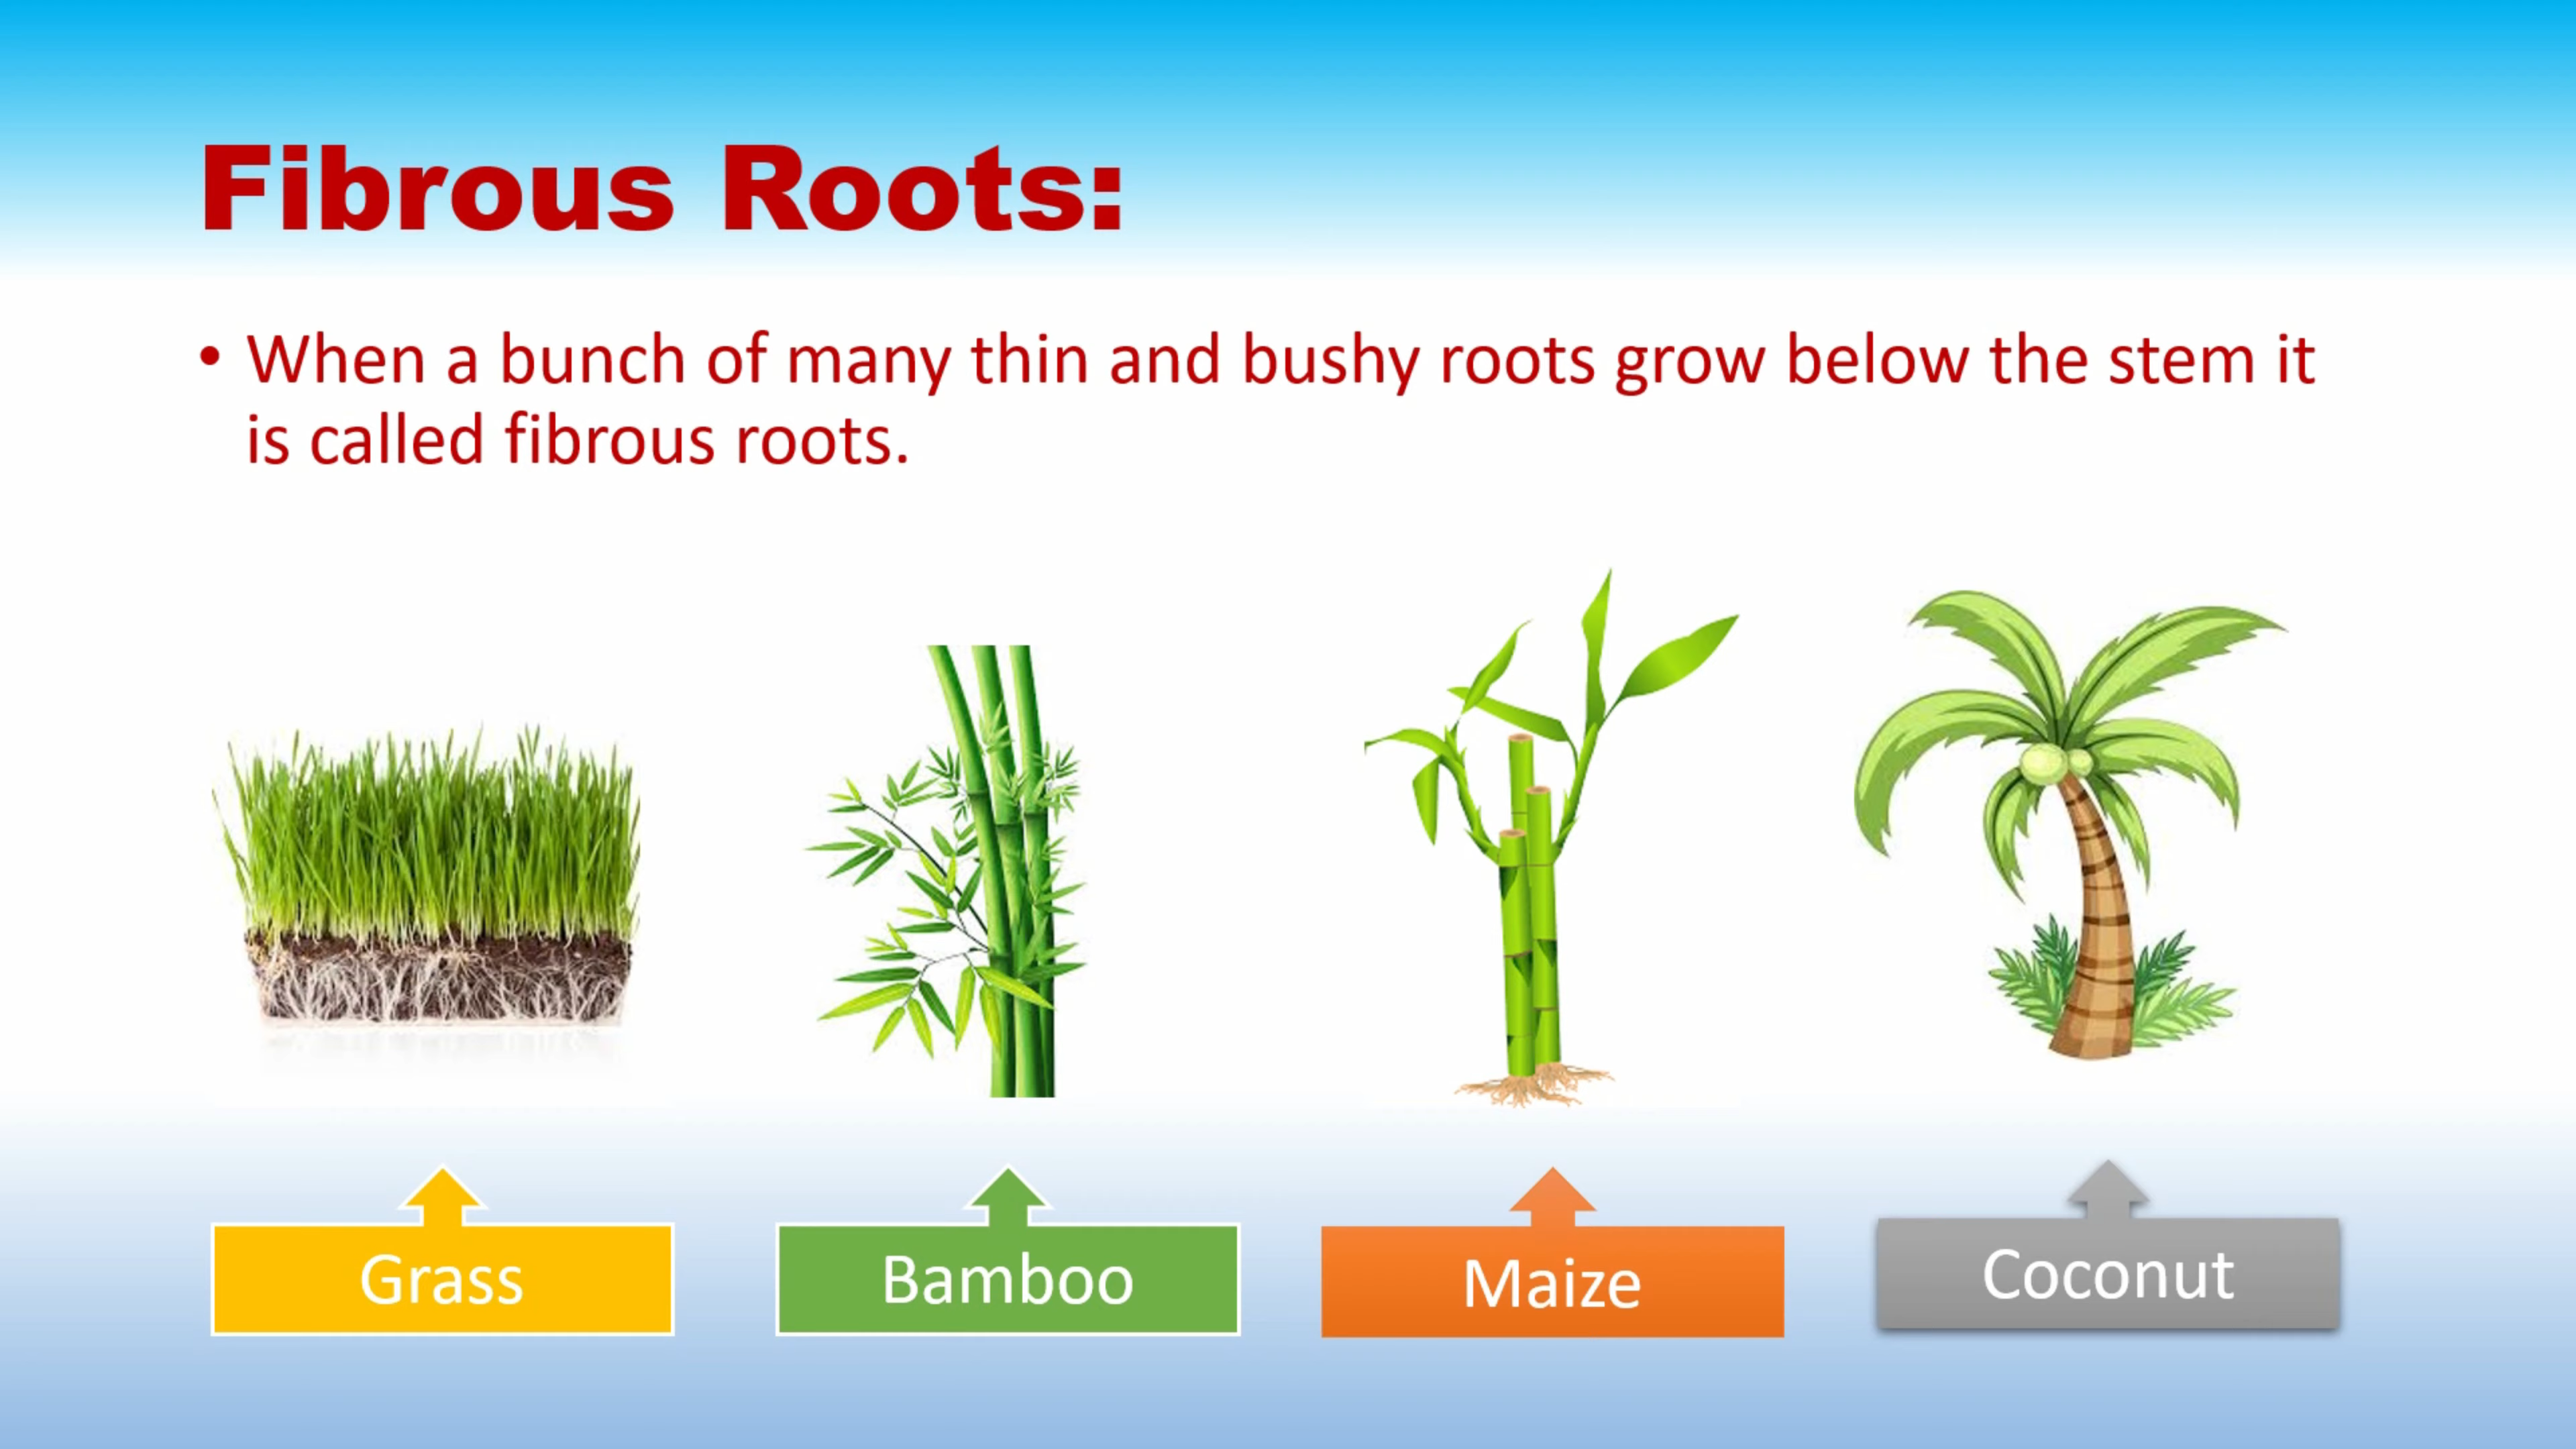 Fibrous Roots:
• When a bunch of many thin and bushy roots grow below the stem it
is called fibrous roots.
Grass
Bamboo
Maize
Coconut